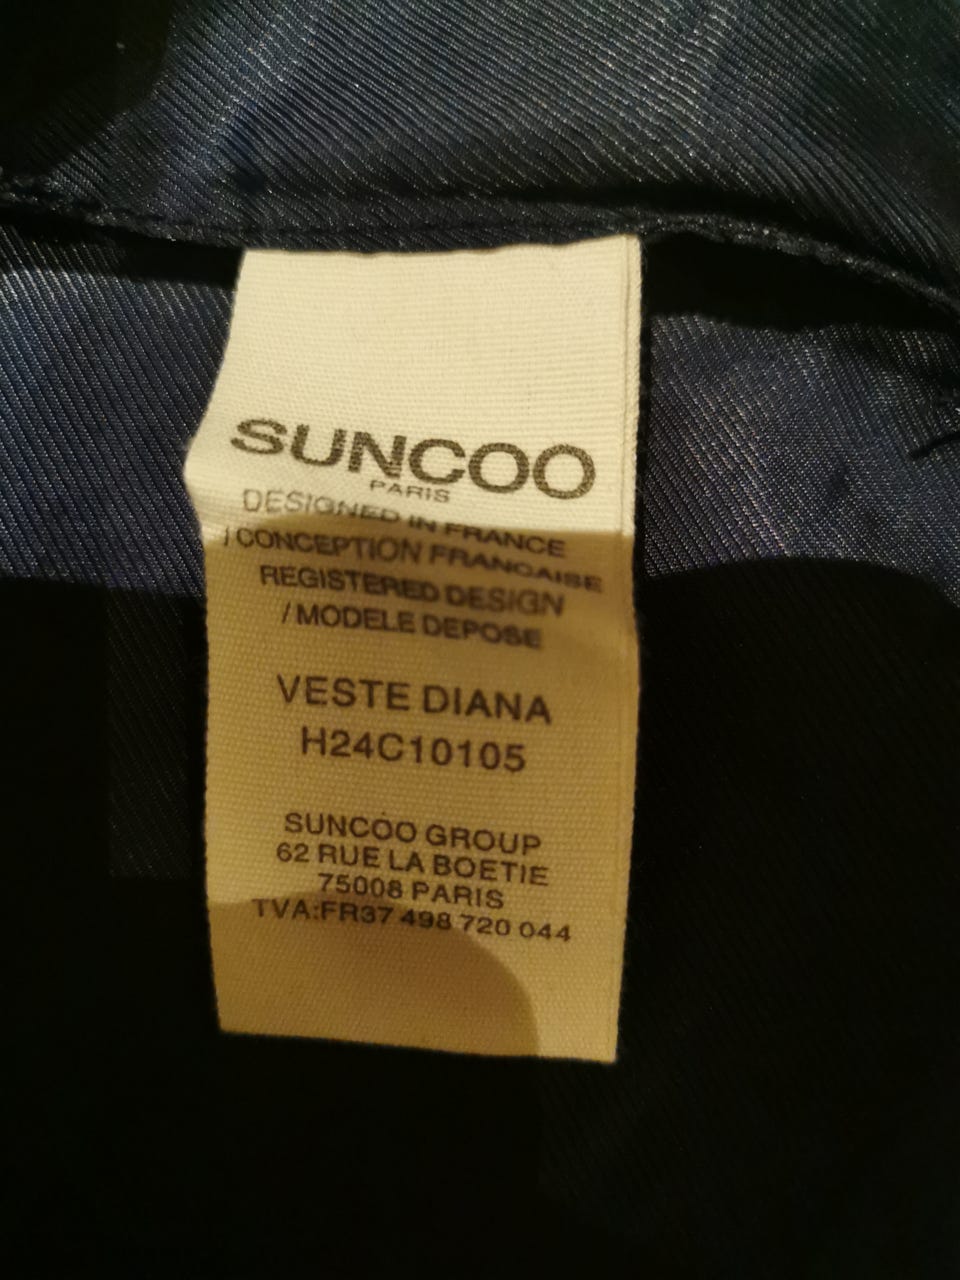 SUNCOO
PARIS
DESIGNED IN FRANCE
/ CONCEPTION FRANCAISE
REGISTERED DESIGN
/ MODELE DEPOSE
VESTE DIANA
H24C10105
SUNCOO GROUP
62 RUE LA BOETIE
75008 PARIS
TVA:FR37 498 720 044